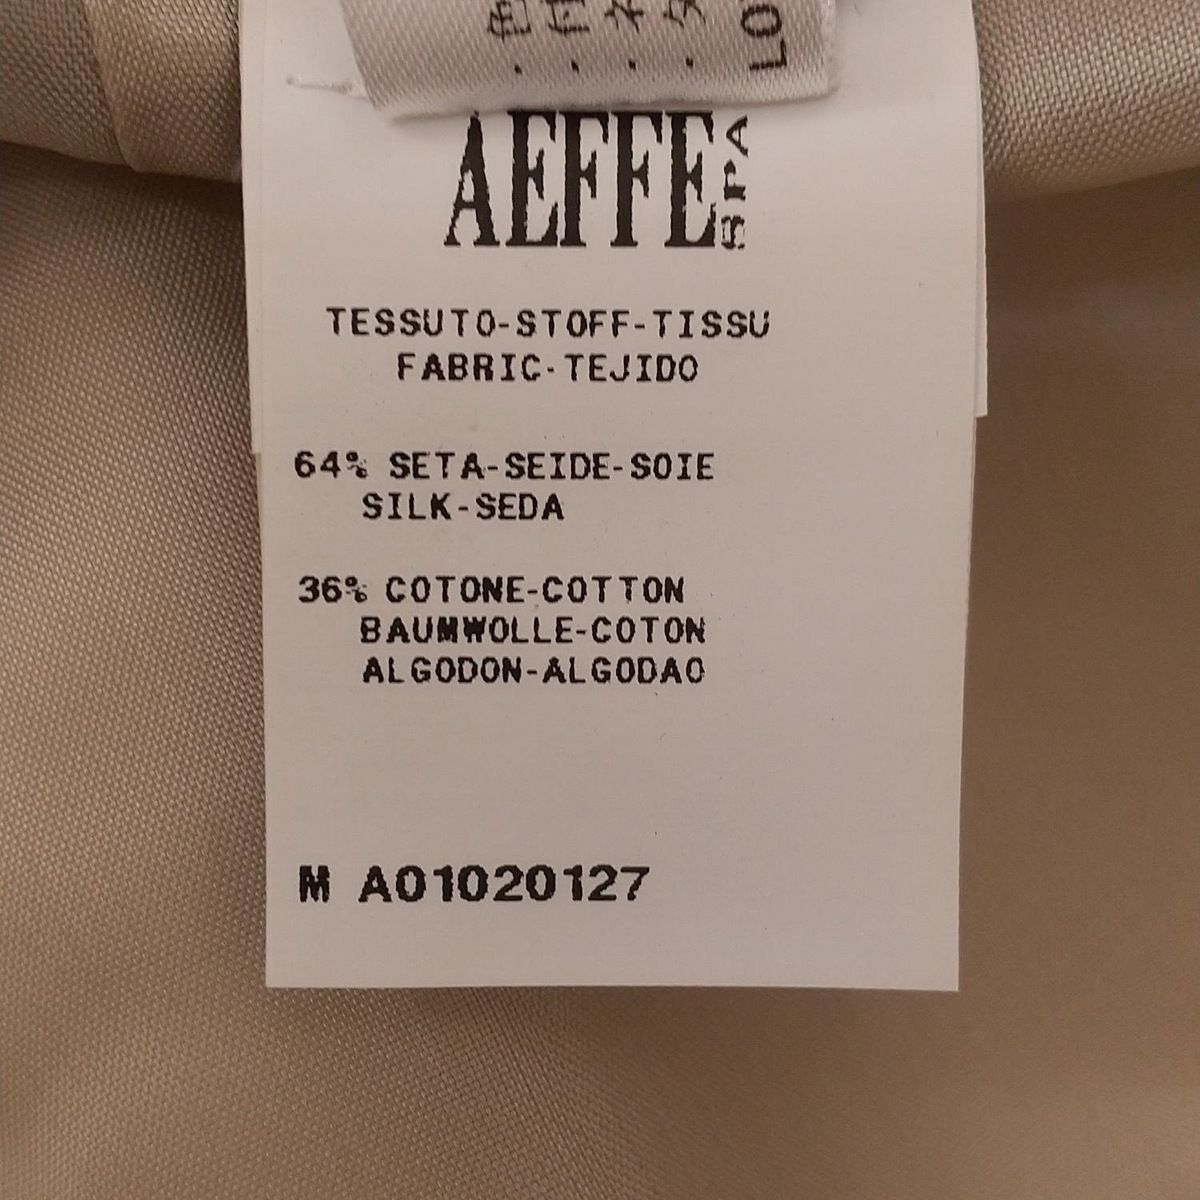 AEFFE SPA
TESSUTO-STOFF-TISSU
FABRIC-TEJIDO
64% SETA-SEIDE-SOIE
SILK-SEDA
36% COTONE-COTTON
BAUMWOLLE-COTON
ALGODON-ALGODAO
M A01020127